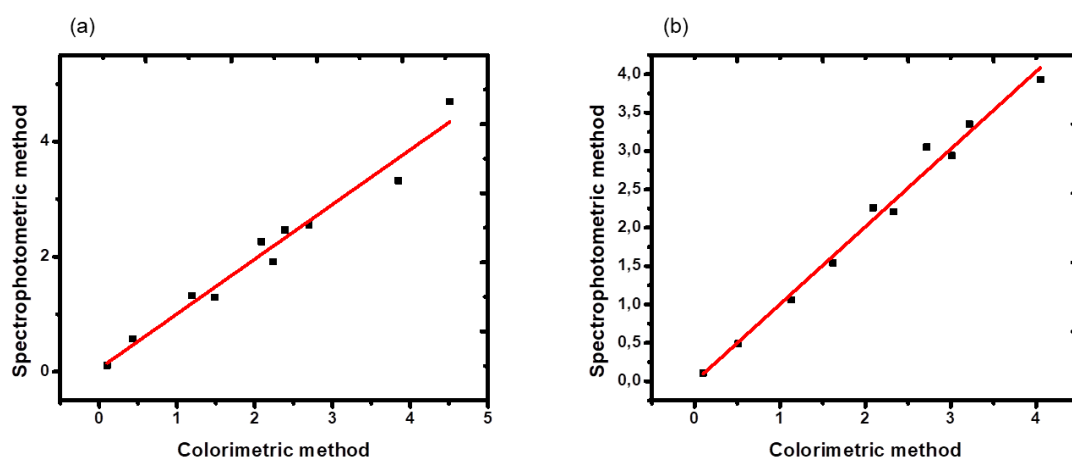 (a)
Spectrophotometric method
4
2
0
0 1 2 3 4 5
Colorimetric method
(b)
Spectrophotometric method
4,0
3,5
3,0
2,5
2,0
1,5
1,0
0,5
0,0
0 1 2 3 4
Colorimetric method